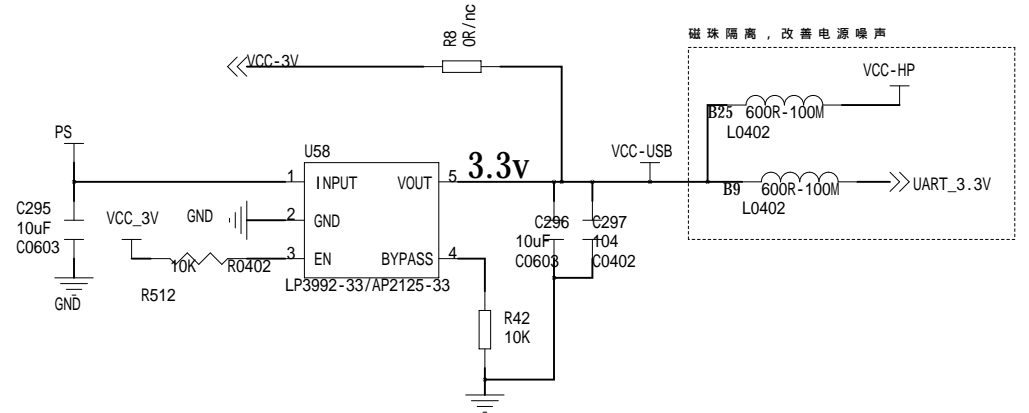 R8
0R/nc
磁珠隔离，改善电源噪声
VCC-3V
VCC-HP
B25 600R-100M
L0402
PS
U58
VCC-USB
3.3v
1 INPUT VOUT 5
B9 600R-100M
L0402
UART_3.3V
C295
10uF
C0603
VCC_3V
GND
2 GND
C296
10uF
C0603
C297
104
C0402
3 EN BYPASS 4
10K R0402
R512
LP3992-33/AP2125-33
GND
R42
10K